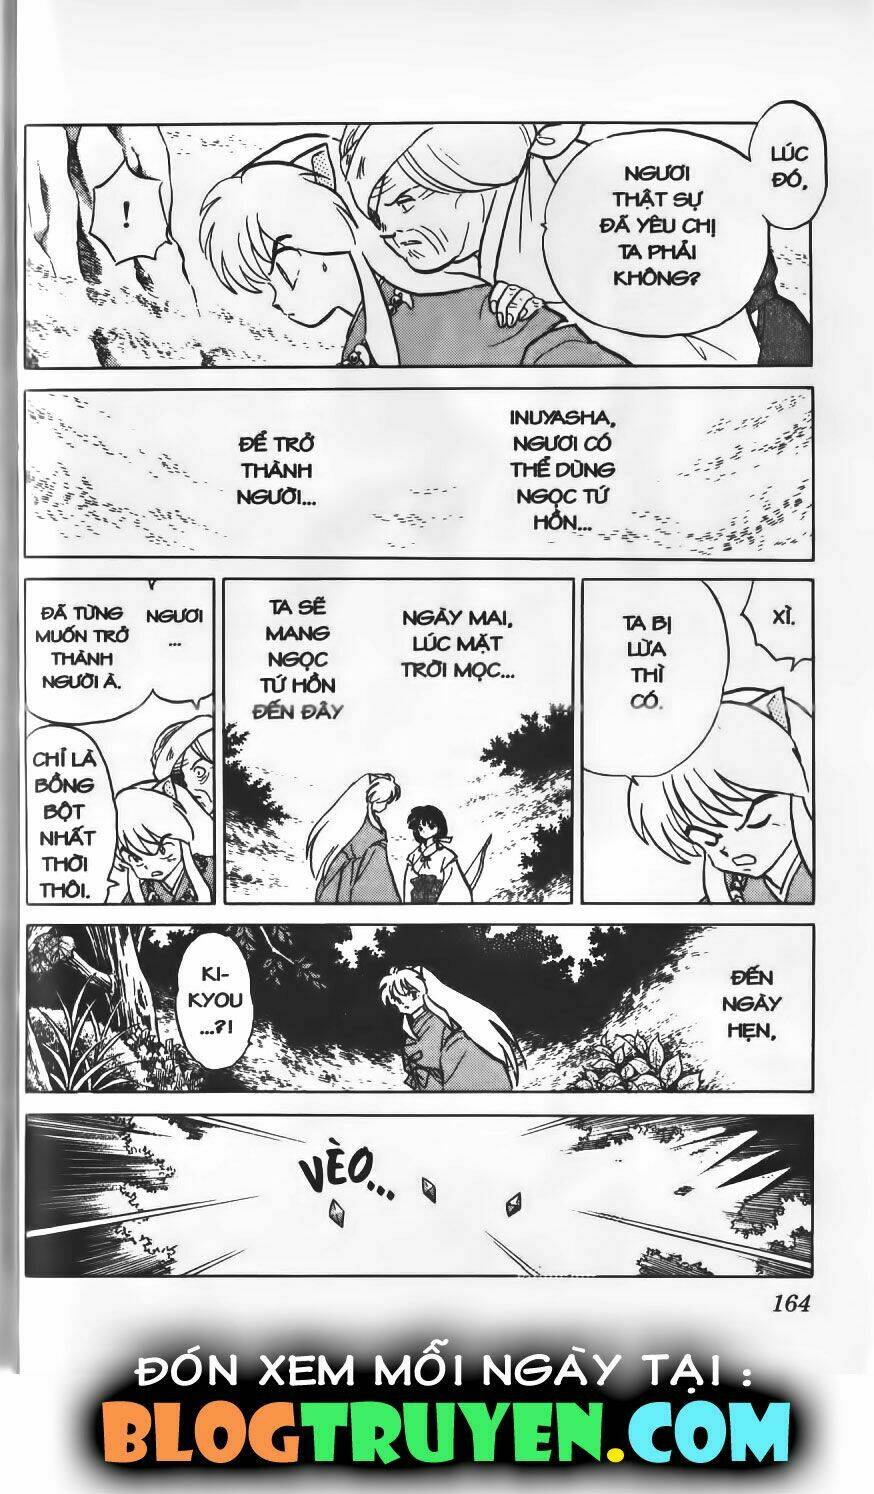 LÚC
ĐÓ,
NGƯƠI
THẬT SỰ
ĐÃ YÊU CHỊ
TA PHẢI
KHÔNG?
!
INUYASHA,
NGƯƠI CÓ
THỂ DÙNG
NGỌC TỨ
HỒN...
ĐỂ TRỞ
THÀNH
NGƯỜI...
XÌ.
TA BỊ
LỪA
THÌ
CÓ.
NGÀY MAI,
LÚC MẶT
TRỜI MỌC...
TA SẼ
MANG
NGỌC
TỨ HỒN
ĐẾN ĐÂY
NGƯƠI
...
ĐÃ TỪNG
MUỐN TRỞ
THÀNH
NGƯỜI À.
CHỈ LÀ
BỒNG
BỘT
NHẤT
THỜI
THÔI.
ĐẾN
NGÀY
HẸN,
KI-
KYOU
...?!
VÈO...
164
ĐÓN XEM MỖI NGÀY TẠI :
BLOGTRUYEN.COM